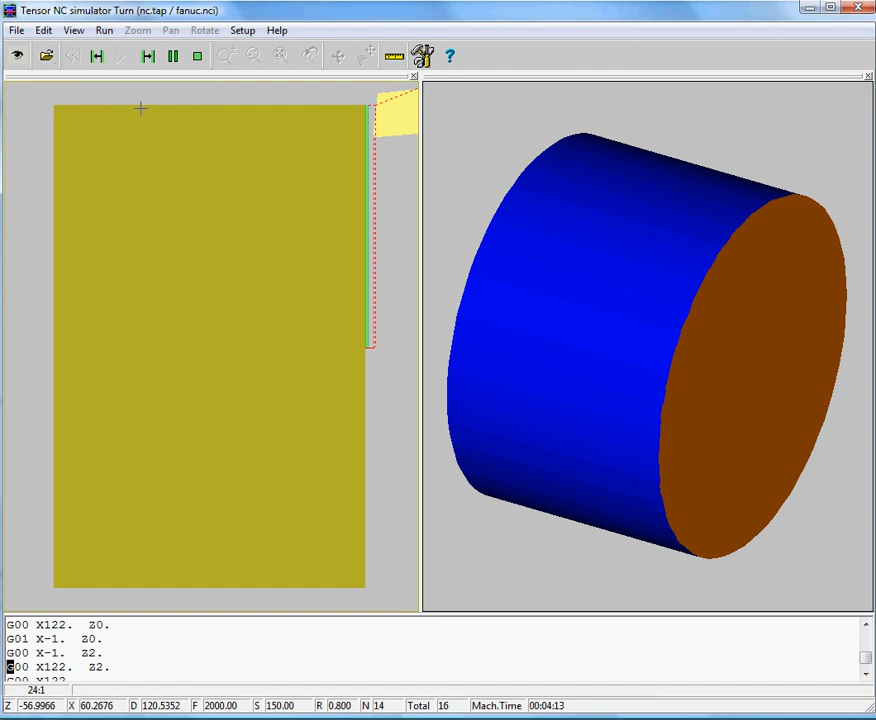 Tensor NC simulator Turn (nc.tap / fanuc.nci)
File Edit View Run Zoom Pan Rotate Setup Help
G00 X122. Z0.
G01 X-1. Z0.
G00 X-1. Z2.
G00 X122. Z2.
G00 X122
24:1
Z -56.9966 X 60.2676 D 120.5352 F 2000.00 S 150.00 R 0.800 N 14 Total 16 Mach.Time 00:04:13